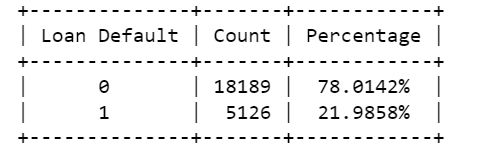 +--------------+-------+------------+
| Loan Default | Count | Percentage |
+--------------+-------+------------+
|      0       | 18189 |  78.0142%  |
|      1       |  5126 |  21.9858%  |
+--------------+-------+------------+